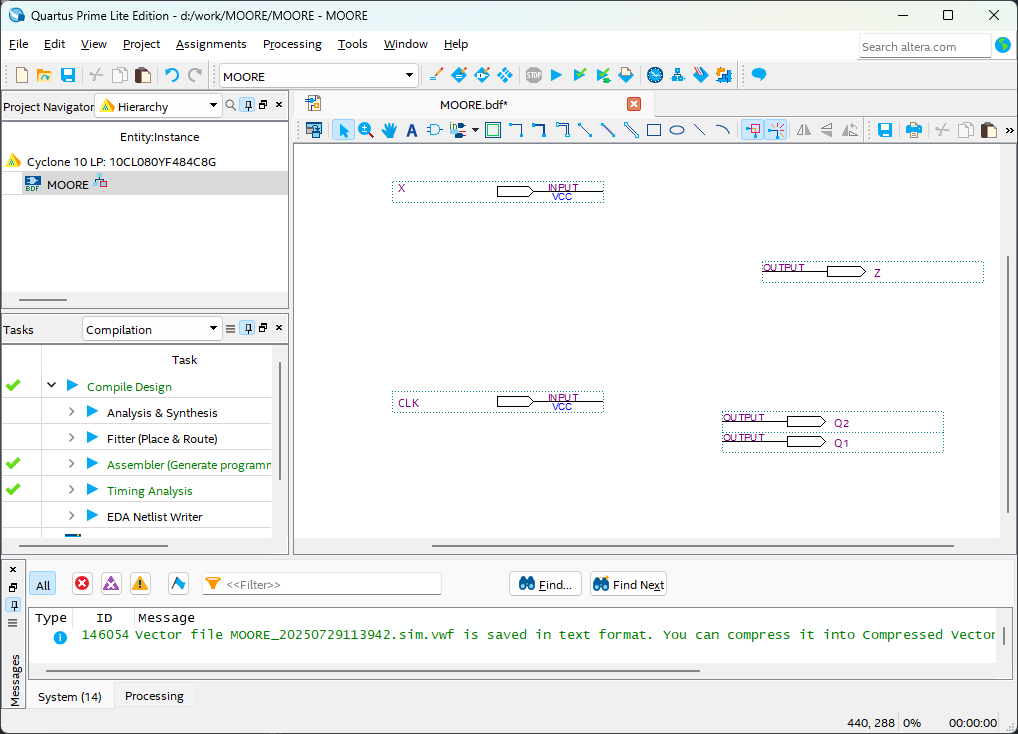 Quartus Prime Lite Edition - d:/work/MOORE/MOORE - MOORE
File Edit View Project Assignments Processing Tools Window Help
Search altera.com
MOORE
STOP
Project Navigator Hierarchy
MOORE.bdf*
Entity:Instance
Cyclone 10 LP: 10CL080YF484C8G
BDF MOORE
X INPUT
VCC
OUTPUT Z
CLK INPUT
VCC
OUTPUT Q2
OUTPUT Q1
Tasks Compilation
Task
Compile Design
Analysis & Synthesis
Fitter (Place & Route)
Assembler (Generate programm
Timing Analysis
EDA Netlist Writer
All <<Filter>> Find... Find Next
Type ID Message
146054 Vector file MOORE_20250729113942.sim.vwf is saved in text format. You can compress it into Compressed Vector
Messages
System (14) Processing
440, 288 0% 00:00:00